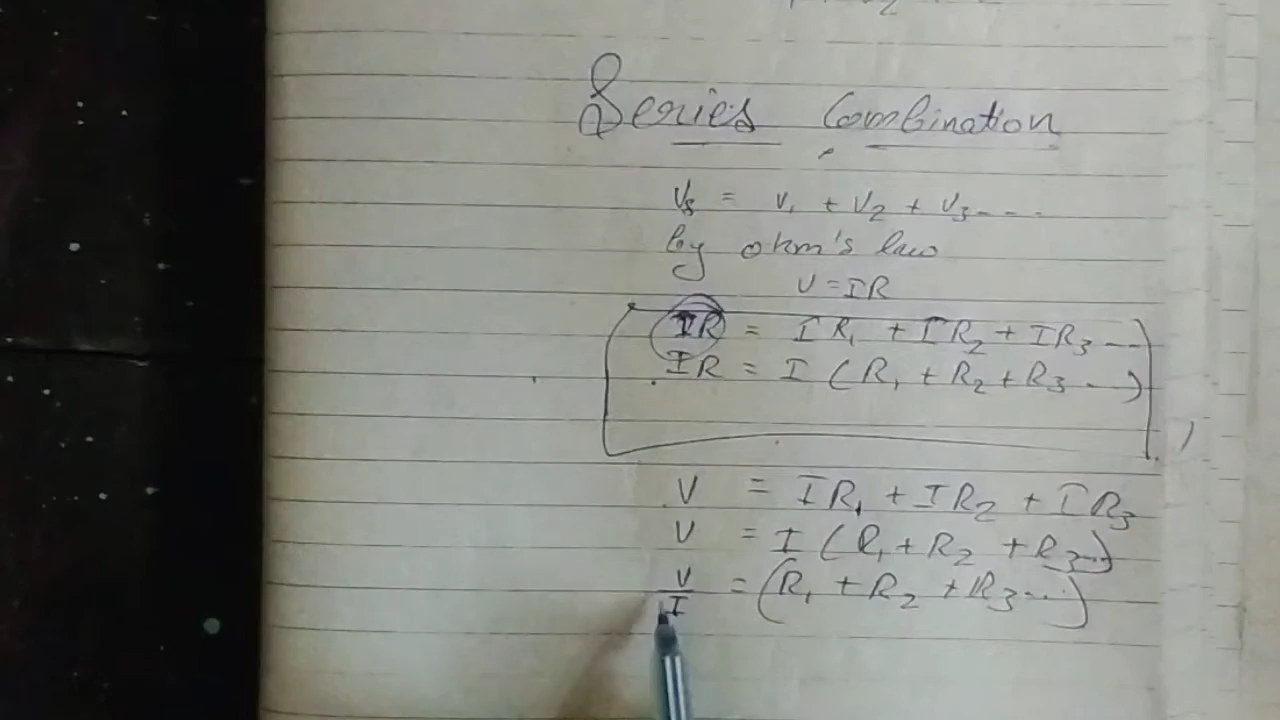 Series Combination
Vs = V1 + V2 + V3 ----
by ohm's law
V = IR
IR = IR1 + IR2 + IR3 ---
IR = I (R1 + R2 + R3 ---)
V = IR1 + IR2 + IR3
V = I (R1 + R2 + R3---)
V/I = (R1 + R2 + R3---)